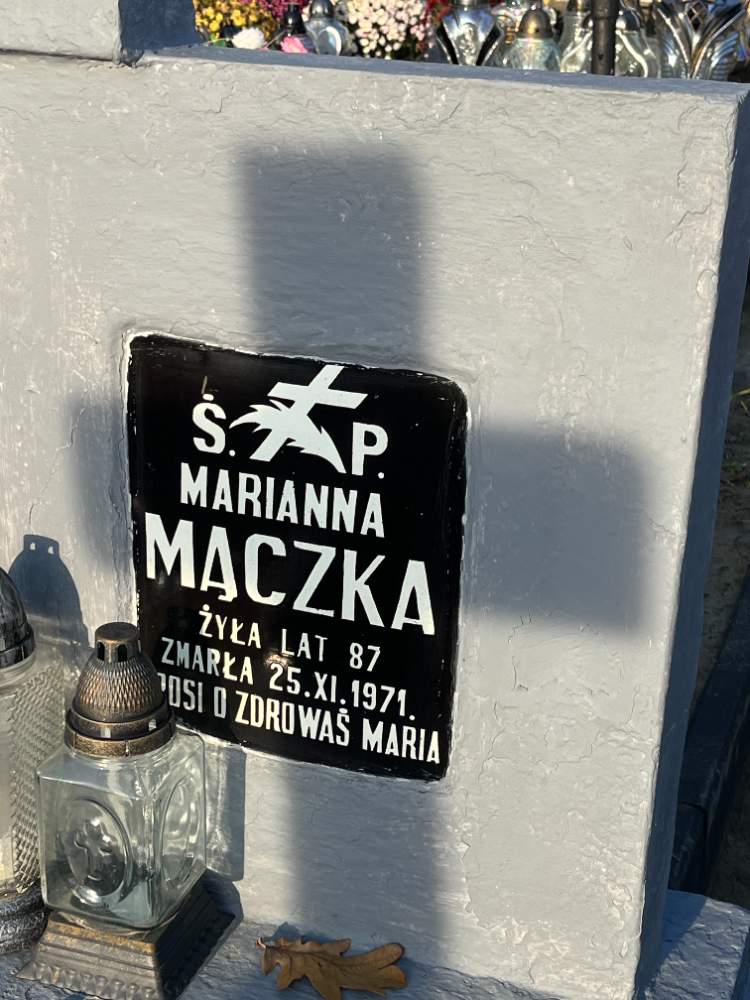 Ś. P.
MARIANNA
MĄCZKA
ŻYŁA LAT 87
ZMARŁA 25.XI.1971.
O ZDROWAŚ MARIA